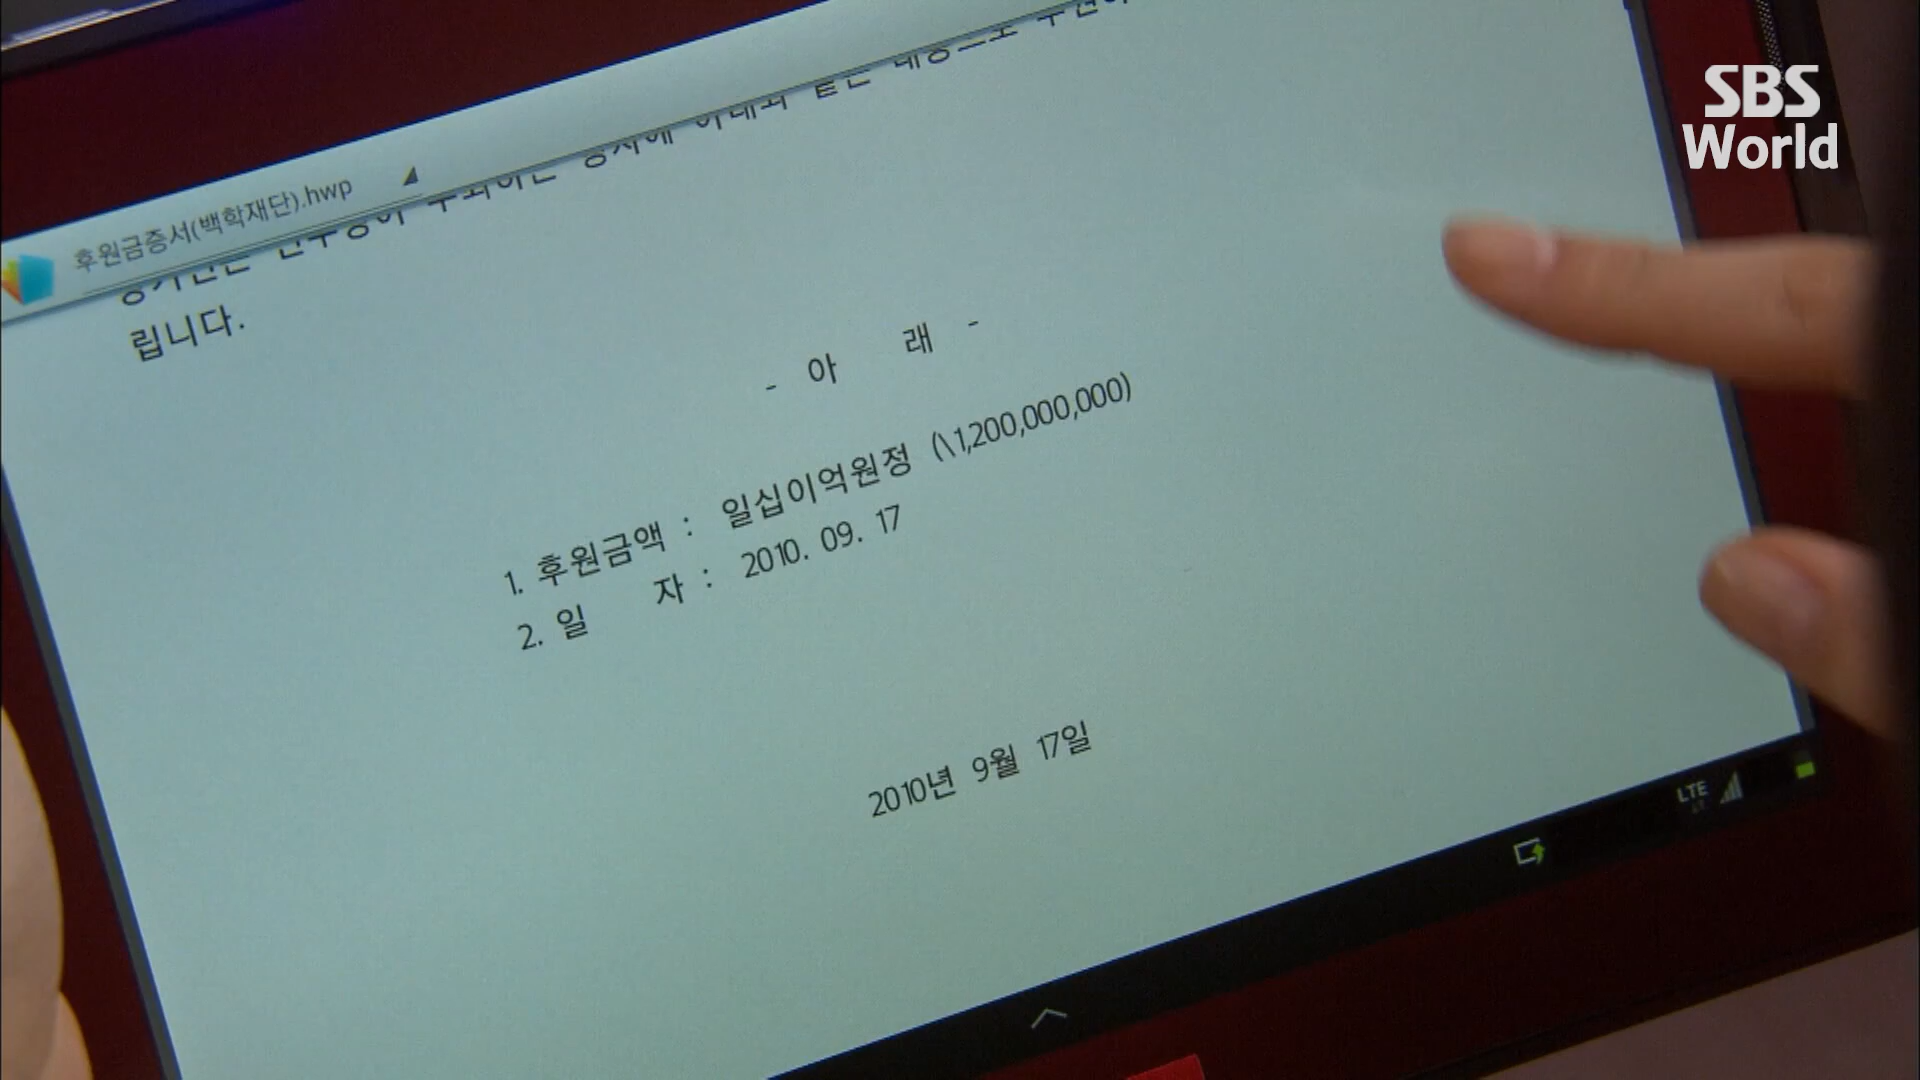 후원금증서(백학재단).hwp
립니다.
- 아 래 -
1. 후원금액 : 일십이억원정 (\1,200,000,000)
2. 일 자 : 2010. 09. 17
2010년 9월 17일
LTE
SBS
World